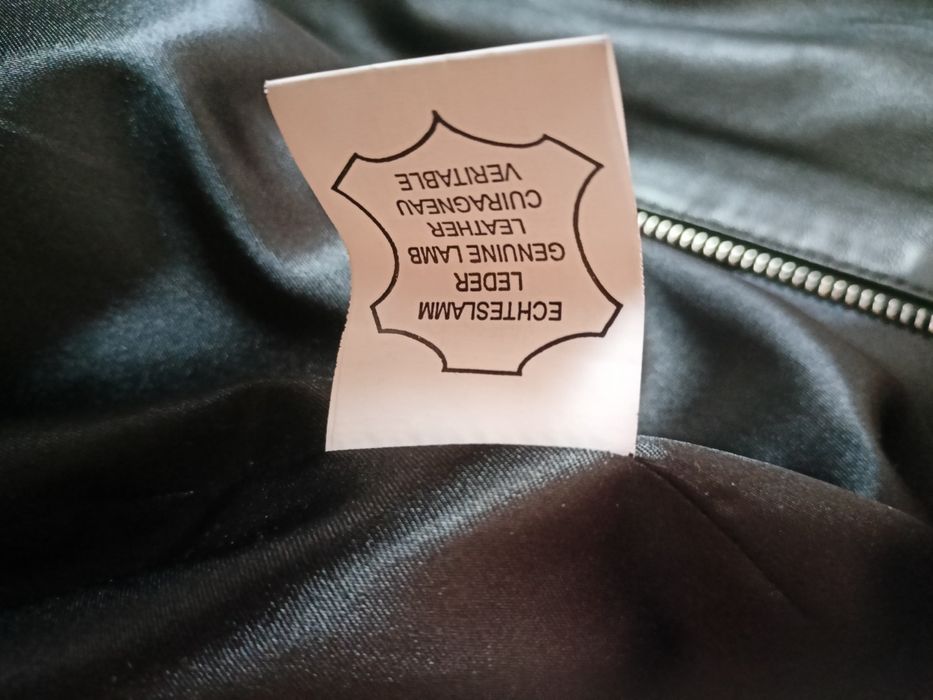 ECHTESLAMM
LEDER
GENUINE LAMB
LEATHER
CUIRAGNEAU
VERITABLE